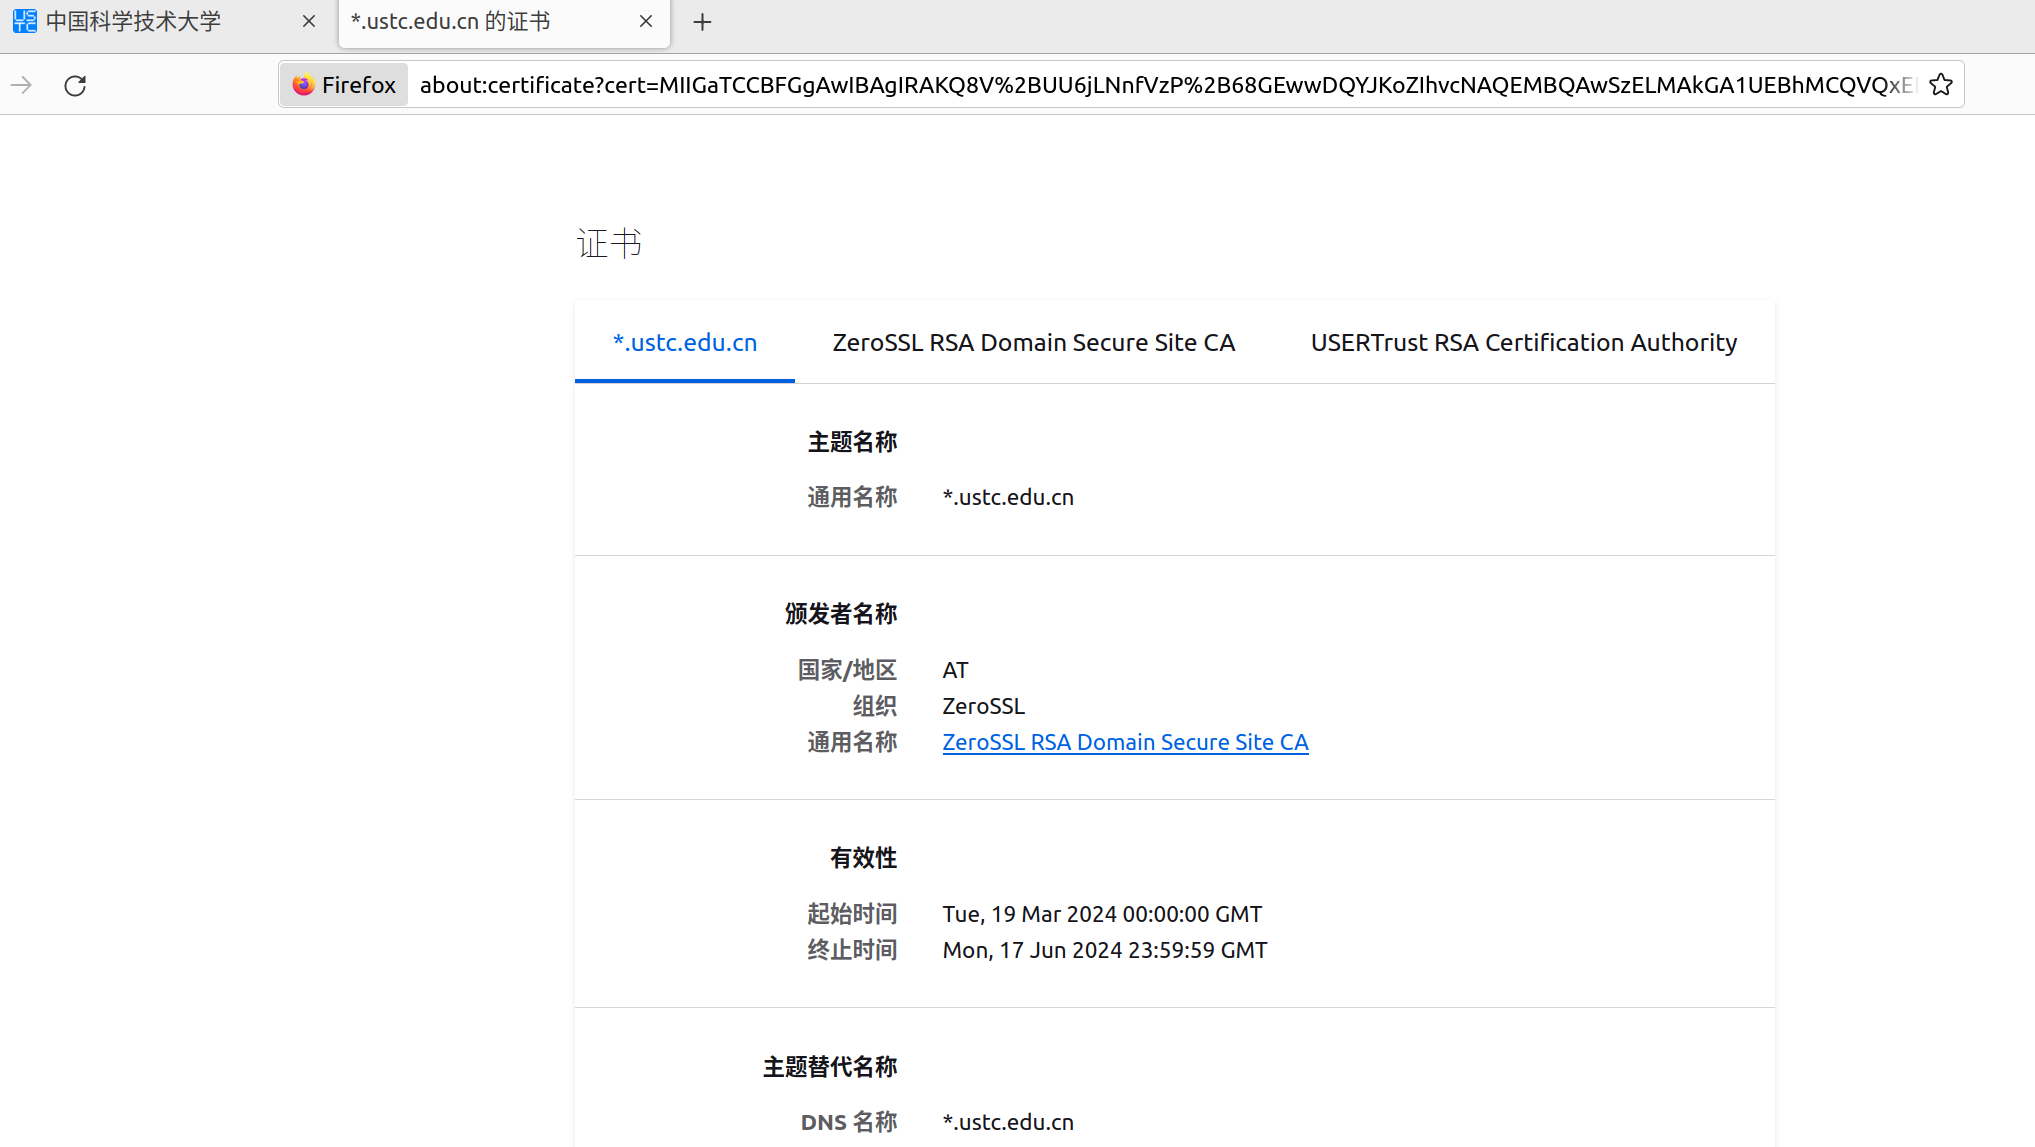 中国科学技术大学
*.ustc.edu.cn 的证书
Firefox about:certificate?cert=MIIGaTCCBFGgAwIBAgIRAKQ8V%2BUU6jLNnfVzP%2B68GEwwDQYJKoZIhvcNAQEMBQAwSzELMAkGA1UEBhMCQVQxE
证书
*.ustc.edu.cn ZeroSSL RSA Domain Secure Site CA USERTrust RSA Certification Authority
主题名称
通用名称 *.ustc.edu.cn
颁发者名称
国家/地区 AT
组织 ZeroSSL
通用名称 ZeroSSL RSA Domain Secure Site CA
有效性
起始时间 Tue, 19 Mar 2024 00:00:00 GMT
终止时间 Mon, 17 Jun 2024 23:59:59 GMT
主题替代名称
DNS 名称 *.ustc.edu.cn